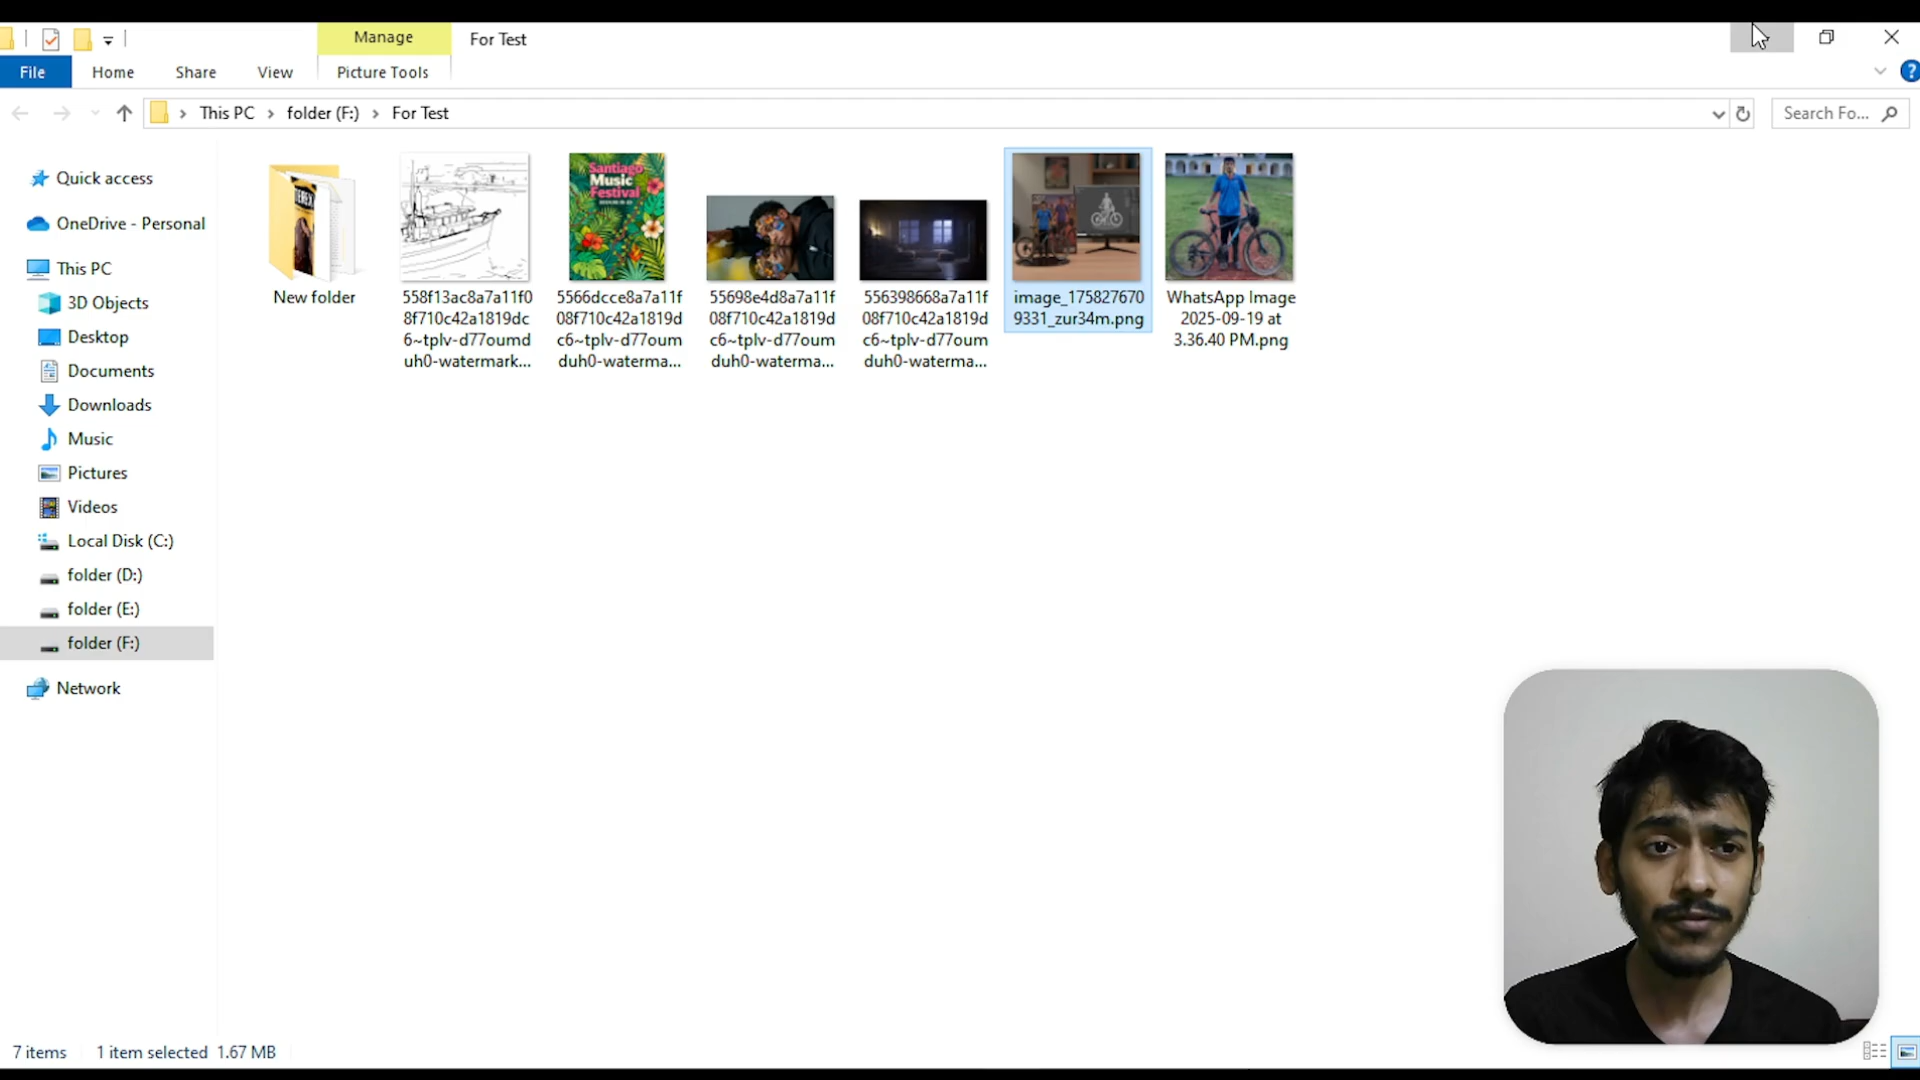 Manage
For Test
File
Home
Share
View
Picture Tools
This PC
folder (F:)
For Test
Search Fo...
Quick access
OneDrive - Personal
This PC
3D Objects
Desktop
Documents
Downloads
Music
Pictures
Videos
Local Disk (C:)
folder (D:)
folder (E:)
folder (F:)
Network
Santiago
Music
Festival
New folder
558f13ac8a7a11f0
8f710c42a1819dc
6~tplv-d77oumd
uh0-watermark...
5566dcce8a7a11f
08f710c42a1819d
c6~tplv-d77oum
duh0-waterma...
55698e4d8a7a11f
08f710c42a1819d
c6~tplv-d77oum
duh0-waterma...
556398668a7a11f
08f710c42a1819d
c6~tplv-d77oum
duh0-waterma...
image_175827670
9331_zur34m.png
WhatsApp Image
2025-09-19 at
3.36.40 PM.png
7 items
1 item selected 1.67 MB